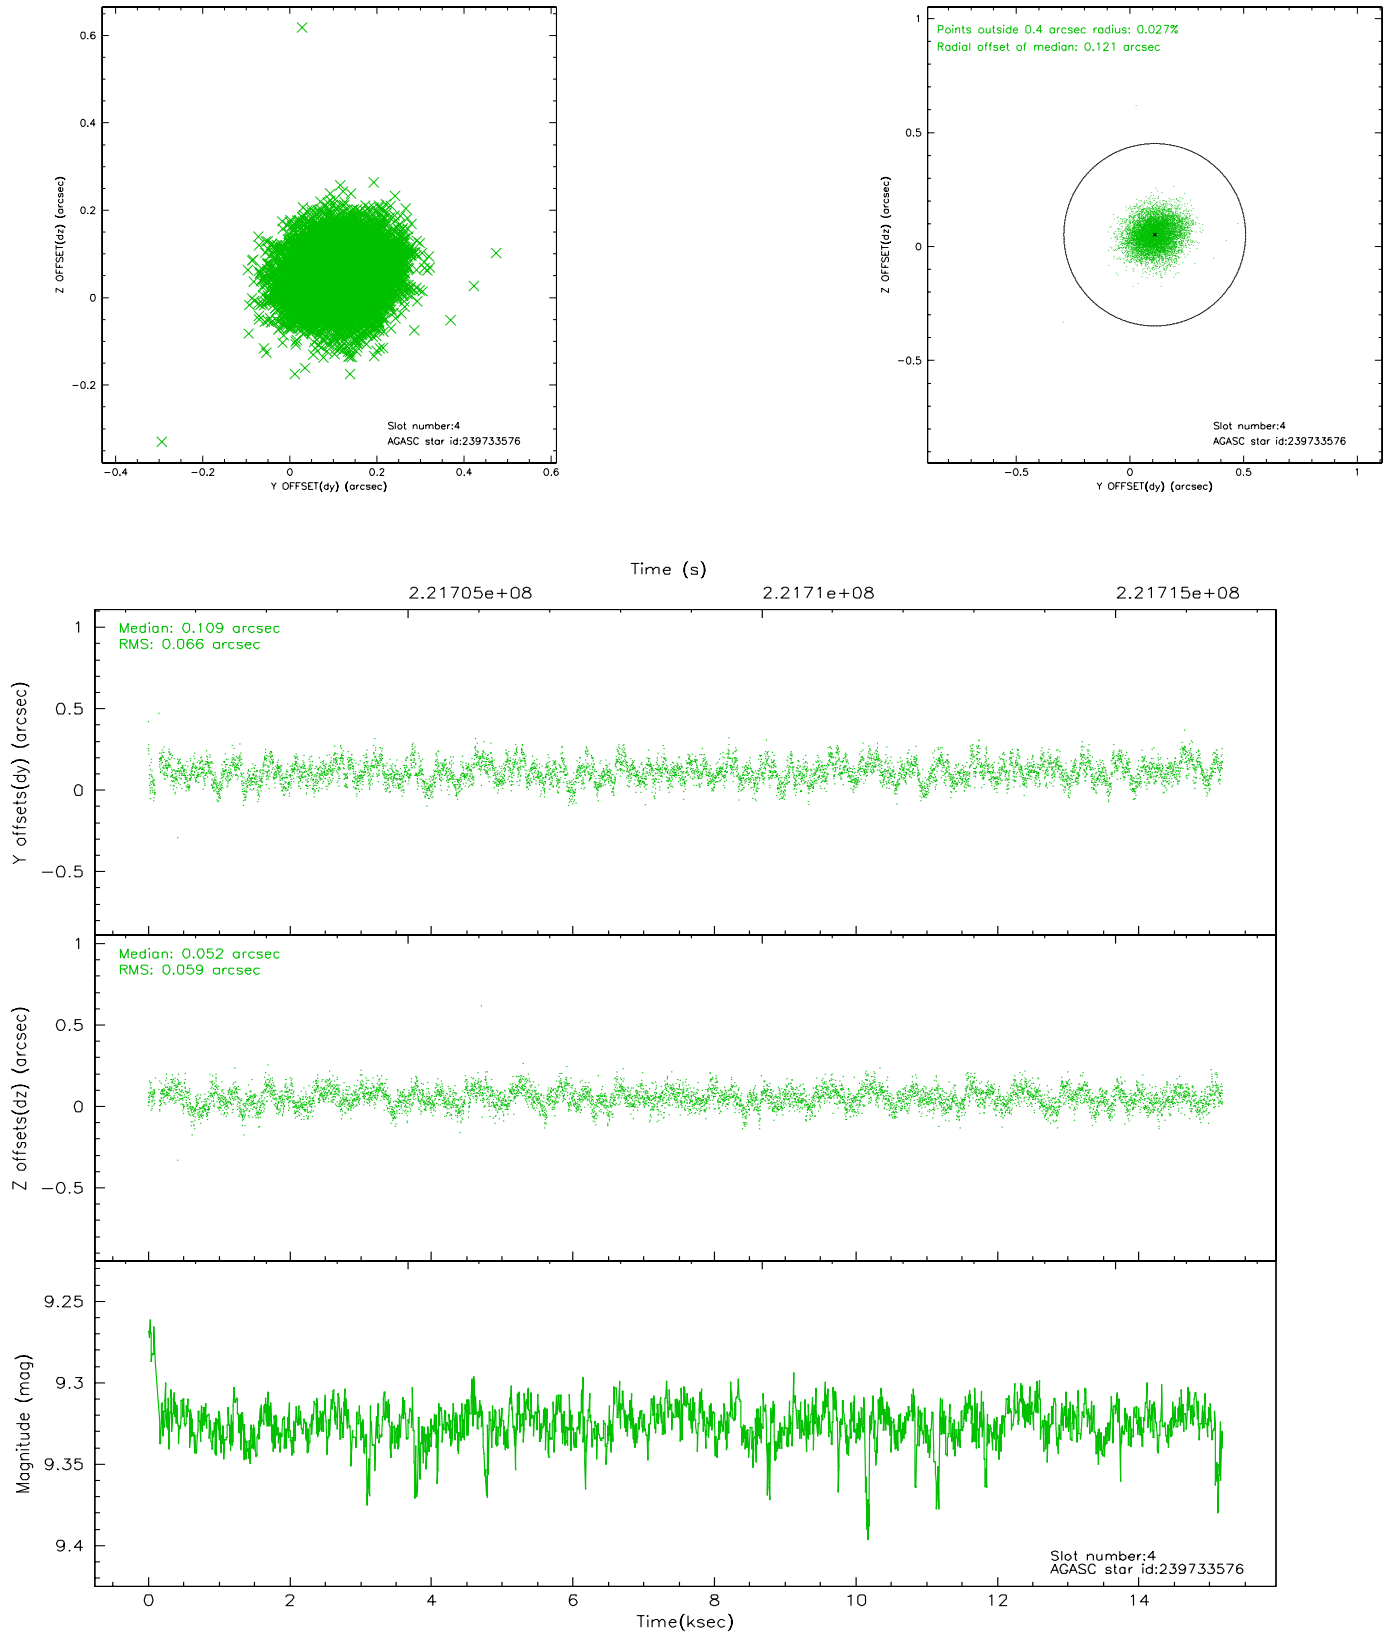 0.6
0.4
0.2
0
−0.2
Z OFFSET(dz) (arcsec)
Slot number:4
AGASC star id:239733576
−0.4 −0.2 0 0.2 0.4 0.6
Y OFFSET(dy) (arcsec)
Points outside 0.4 arcsec radius: 0.027%
Radial offset of median: 0.121 arcsec
1
0.5
0
−0.5
Z OFFSET(dz) (arcsec)
Slot number:4
AGASC star id:239733576
−0.5 0 0.5 1
Y OFFSET(dy) (arcsec)
Time (s)
2.21705e+08 2.2171e+08 2.21715e+08
Median: 0.109 arcsec
RMS: 0.066 arcsec
1
0.5
0
−0.5
Y offsets(dy) (arcsec)
Median: 0.052 arcsec
RMS: 0.059 arcsec
1
0.5
0
−0.5
Z offsets(dz) (arcsec)
9.25
9.3
9.35
9.4
Magnitude (mag)
Slot number:4
AGASC star id:239733576
0 2 4 6 8 10 12 14
Time(ksec)